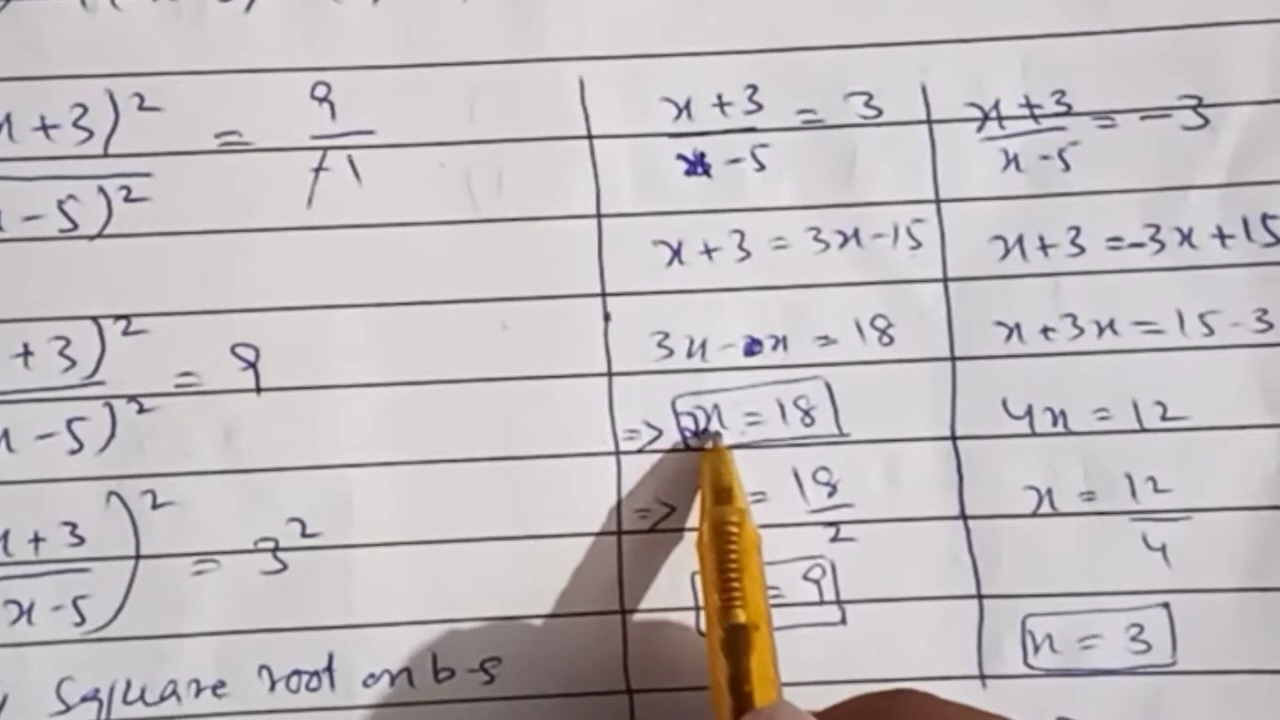 x+3)² / x-5)² = 9 / 1
+3)² / x-5)² = 9
(x+3 / x-5)² = 3²
Square root on b-s
x+3 / x-5 = 3
x+3 = 3x-15
3x-x = 18
=> 2x = 18
=> = 18 / 2
= 9
x+3 / x-5 = -3
x+3 = -3x+15
x+3x = 15-3
4x = 12
x = 12 / 4
x = 3